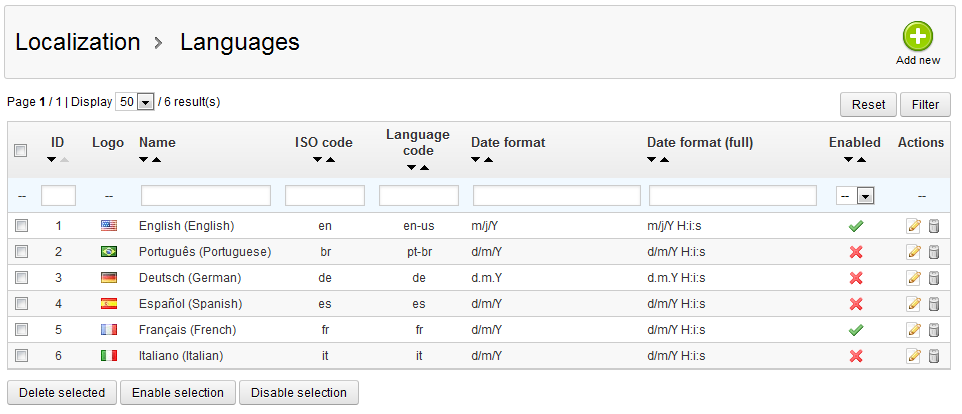 Localization > Languages
Add new
Page 1 / 1 | Display 50 / 6 result(s)
Reset Filter
ID Logo Name ISO code Language code Date format Date format (full) Enabled Actions
-- -- -- --
1 English (English) en en-us m/j/Y m/j/Y H:i:s
2 Português (Portuguese) br pt-br d/m/Y d/m/Y H:i:s
3 Deutsch (German) de de d.m.Y d.m.Y H:i:s
4 Español (Spanish) es es d/m/Y d/m/Y H:i:s
5 Français (French) fr fr d/m/Y d/m/Y H:i:s
6 Italiano (Italian) it it d/m/Y d/m/Y H:i:s
Delete selected Enable selection Disable selection